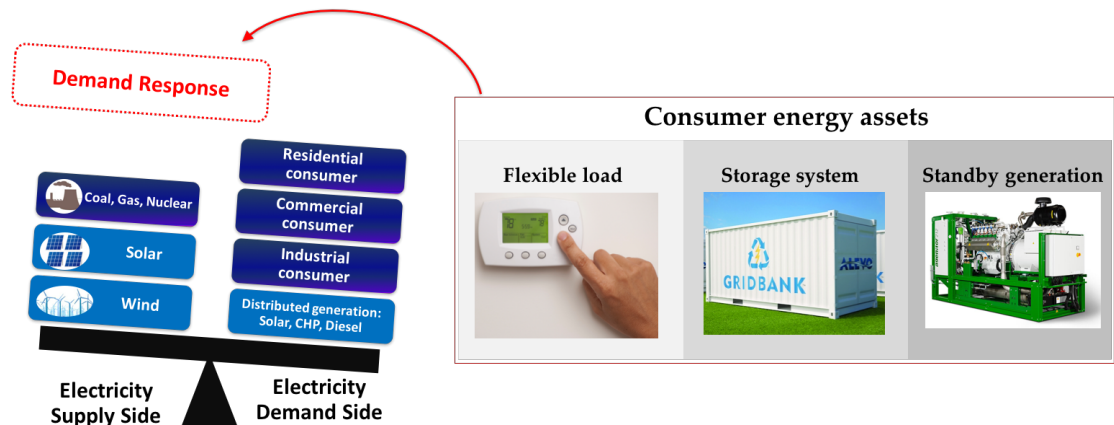 Demand Response
Coal, Gas, Nuclear
Solar
Wind
Residential
consumer
Commercial
consumer
Industrial
consumer
Distributed generation:
Solar, CHP, Diesel
Electricity
Supply Side
Electricity
Demand Side
Consumer energy assets
Flexible load
Storage system
Standby generation
GRIDBANK
ALEVO